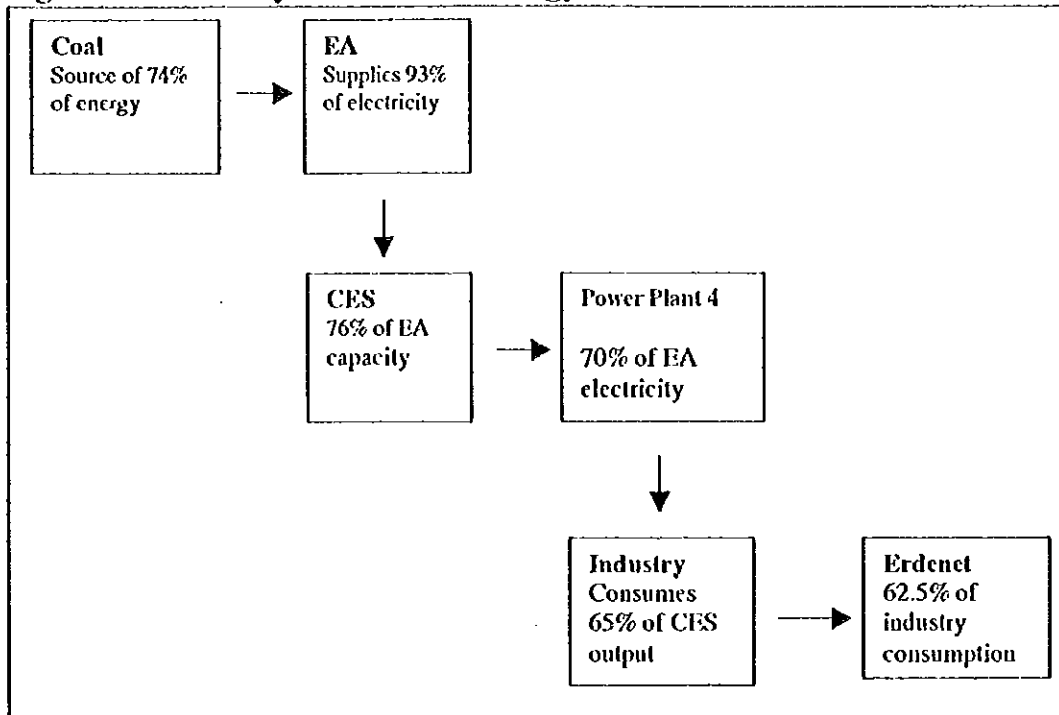 Coal
Source of 74%
of energy
EA
Supplies 93%
of electricity
CES
76% of EA
capacity
Power Plant 4
70% of EA
electricity
Industry
Consumes
65% of CES
output
Erdenet
62.5% of
industry
consumption